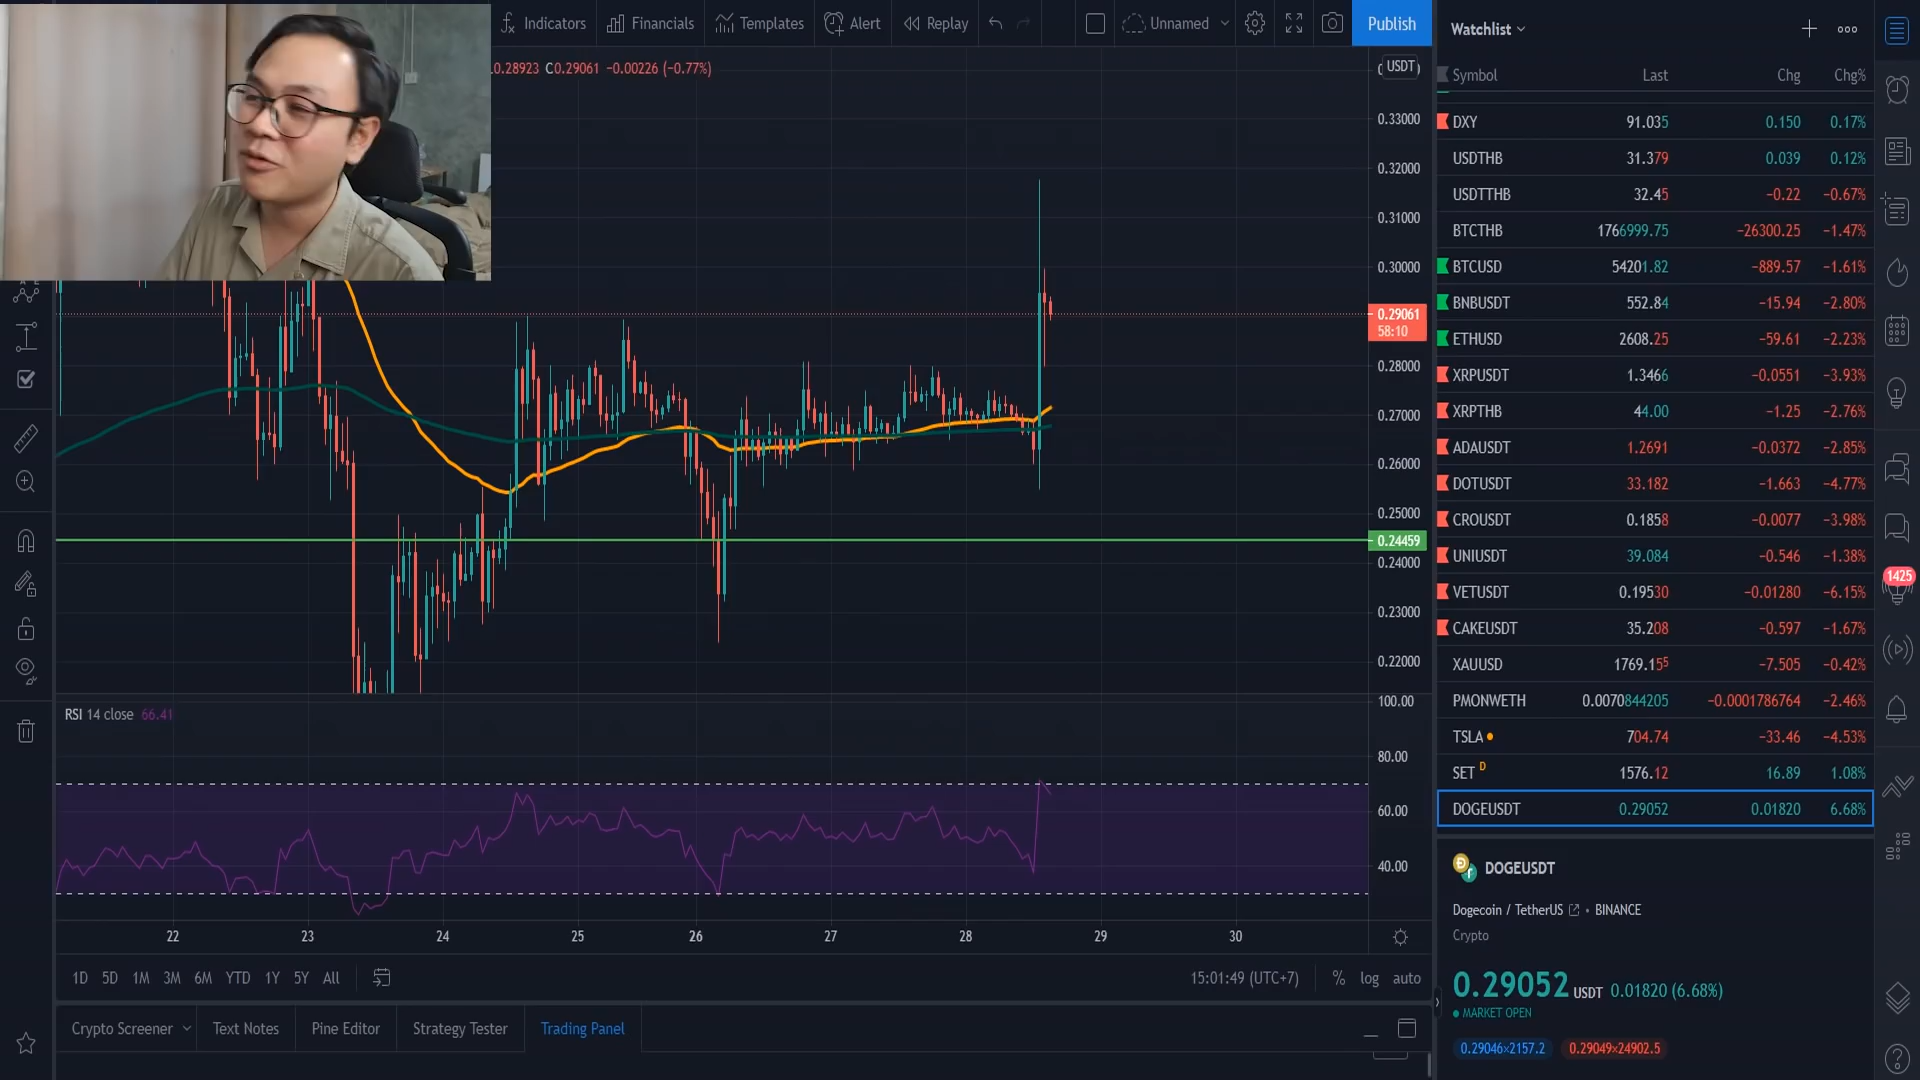 Indicators Financials Templates Alert Replay Unnamed Publish
0.28923 C0.29061 −0.00226 (−0.77%)
USDT
0.33000
0.32000
0.31000
0.30000
0.29061
58:10
0.28000
0.27000
0.26000
0.25000
0.24459
0.24000
0.23000
0.22000
RSI 14 close 66.41
100.00
80.00
60.00
40.00
22 23 24 25 26 27 28 29 30
1D 5D 1M 3M 6M YTD 1Y 5Y All
15:01:49 (UTC+7) % log auto
Crypto Screener Text Notes Pine Editor Strategy Tester Trading Panel
Watchlist
Symbol Last Chg Chg%
DXY 91.035 0.150 0.17%
USDTHB 31.379 0.039 0.12%
USDTTHB 32.45 −0.22 −0.67%
BTCTHB 1766999.75 −26300.25 −1.47%
BTCUSD 54201.82 −889.57 −1.61%
BNBUSDT 552.84 −15.94 −2.80%
ETHUSD 2608.25 −59.61 −2.23%
XRPUSDT 1.3466 −0.0551 −3.93%
XRPTHB 44.00 −1.25 −2.76%
ADAUSDT 1.2691 −0.0372 −2.85%
DOTUSDT 33.182 −1.663 −4.77%
CROUSDT 0.1858 −0.0077 −3.98%
UNIUSDT 39.084 −0.546 −1.38%
VETUSDT 0.19530 −0.01280 −6.15%
CAKEUSDT 35.208 −0.597 −1.67%
XAUUSD 1769.155 −7.505 −0.42%
PMONWETH 0.0070844205 −0.0001786764 −2.46%
TSLA 704.74 −33.46 −4.53%
SET D 1576.12 16.89 1.08%
DOGEUSDT 0.29052 0.01820 6.68%
DOGEUSDT
Dogecoin / TetherUS • BINANCE
Crypto
0.29052 USDT 0.01820 (6.68%)
MARKET OPEN
0.29046×2157.2 0.29049×24902.5
1425